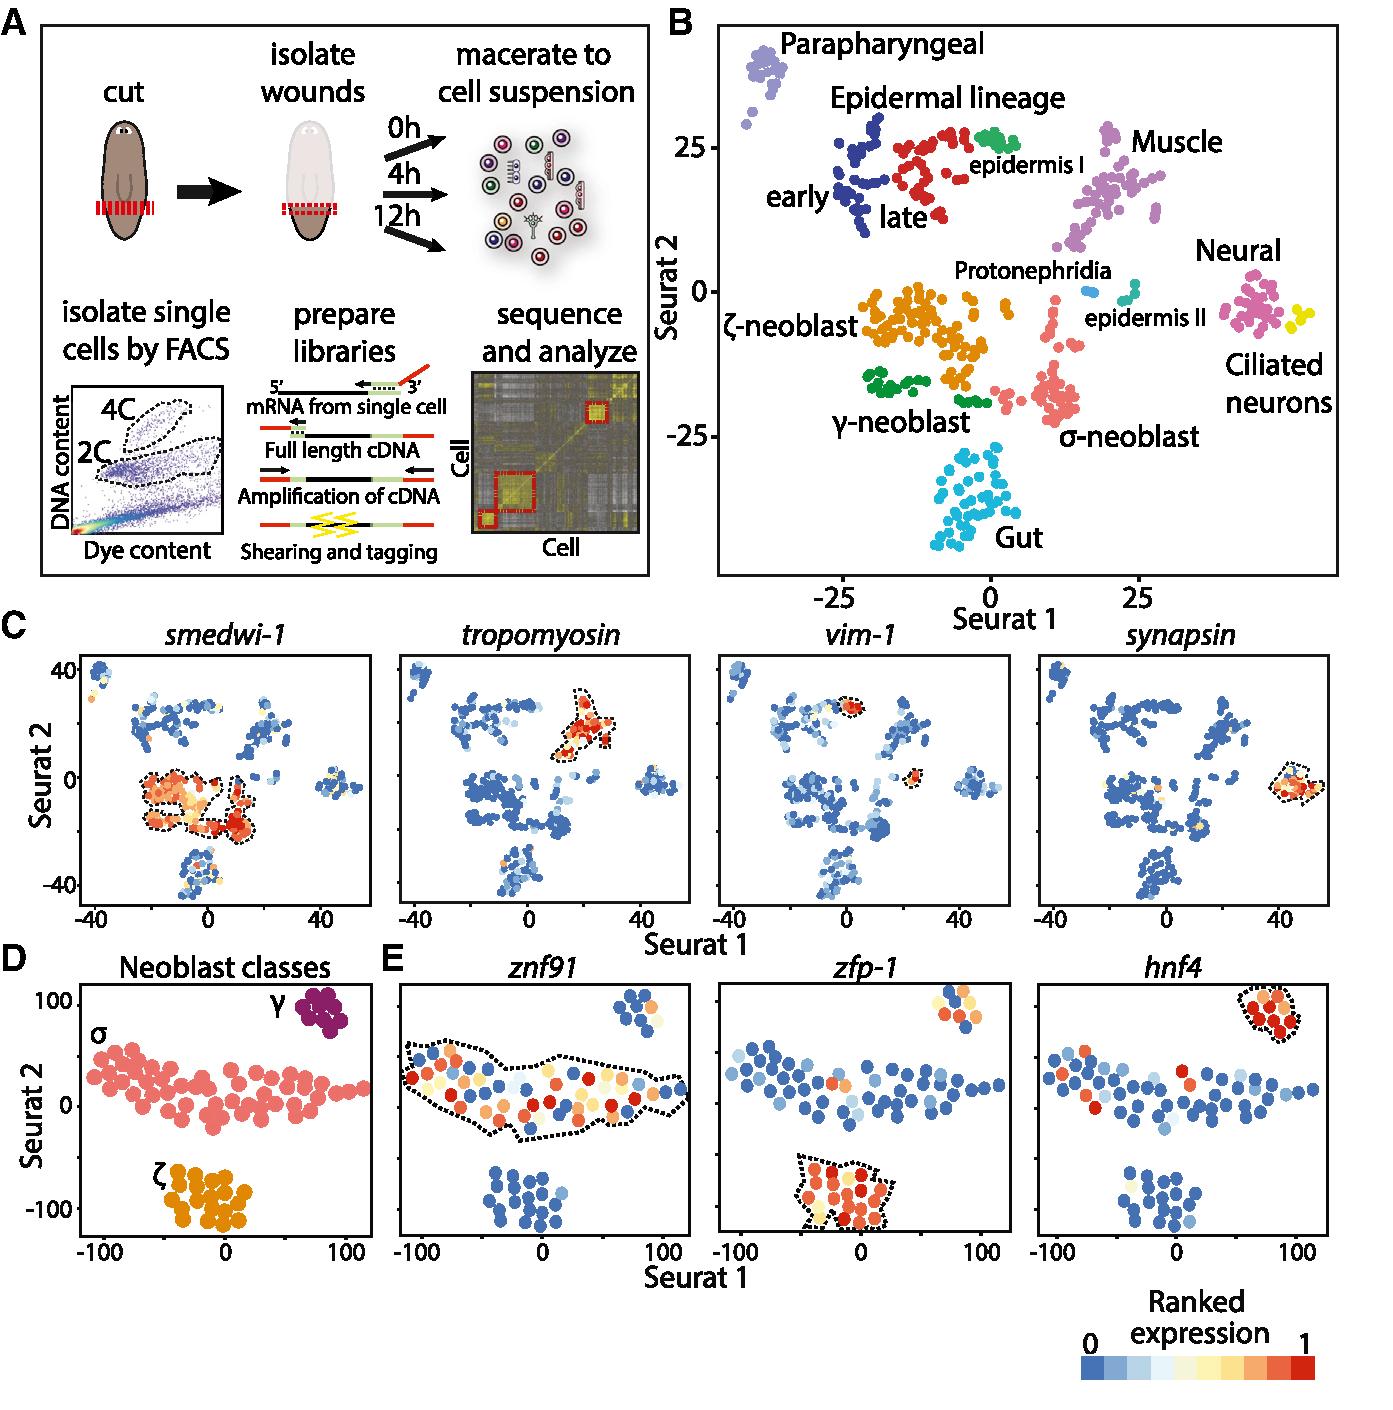 A
cut
isolate
wounds
macerate to
cell suspension
0h
4h
12h
isolate single
cells by FACS
prepare
libraries
sequence
and analyze
DNA content
4C
2C
Dye content
5’
3’
mRNA from single cell
Full length cDNA
Amplification of cDNA
Shearing and tagging
Cell
Cell
B
Parapharyngeal
Epidermal lineage
Muscle
epidermis I
early
late
Neural
Protonephridia
epidermis II
ζ-neoblast
Ciliated
neurons
γ-neoblast
σ-neoblast
Gut
Seurat 2
25
0
-25
-25
0
25
Seurat 1
C
smedwi-1
tropomyosin
vim-1
synapsin
Seurat 2
40
0
-40
-40
0
40
-40
0
40
-40
0
40
-40
0
40
Seurat 1
D
Neoblast classes
γ
σ
ζ
Seurat 2
100
0
-100
-100
0
100
E
znf91
zfp-1
hnf4
-100
0
100
-100
0
100
-100
0
100
Seurat 1
Ranked
expression
0
1